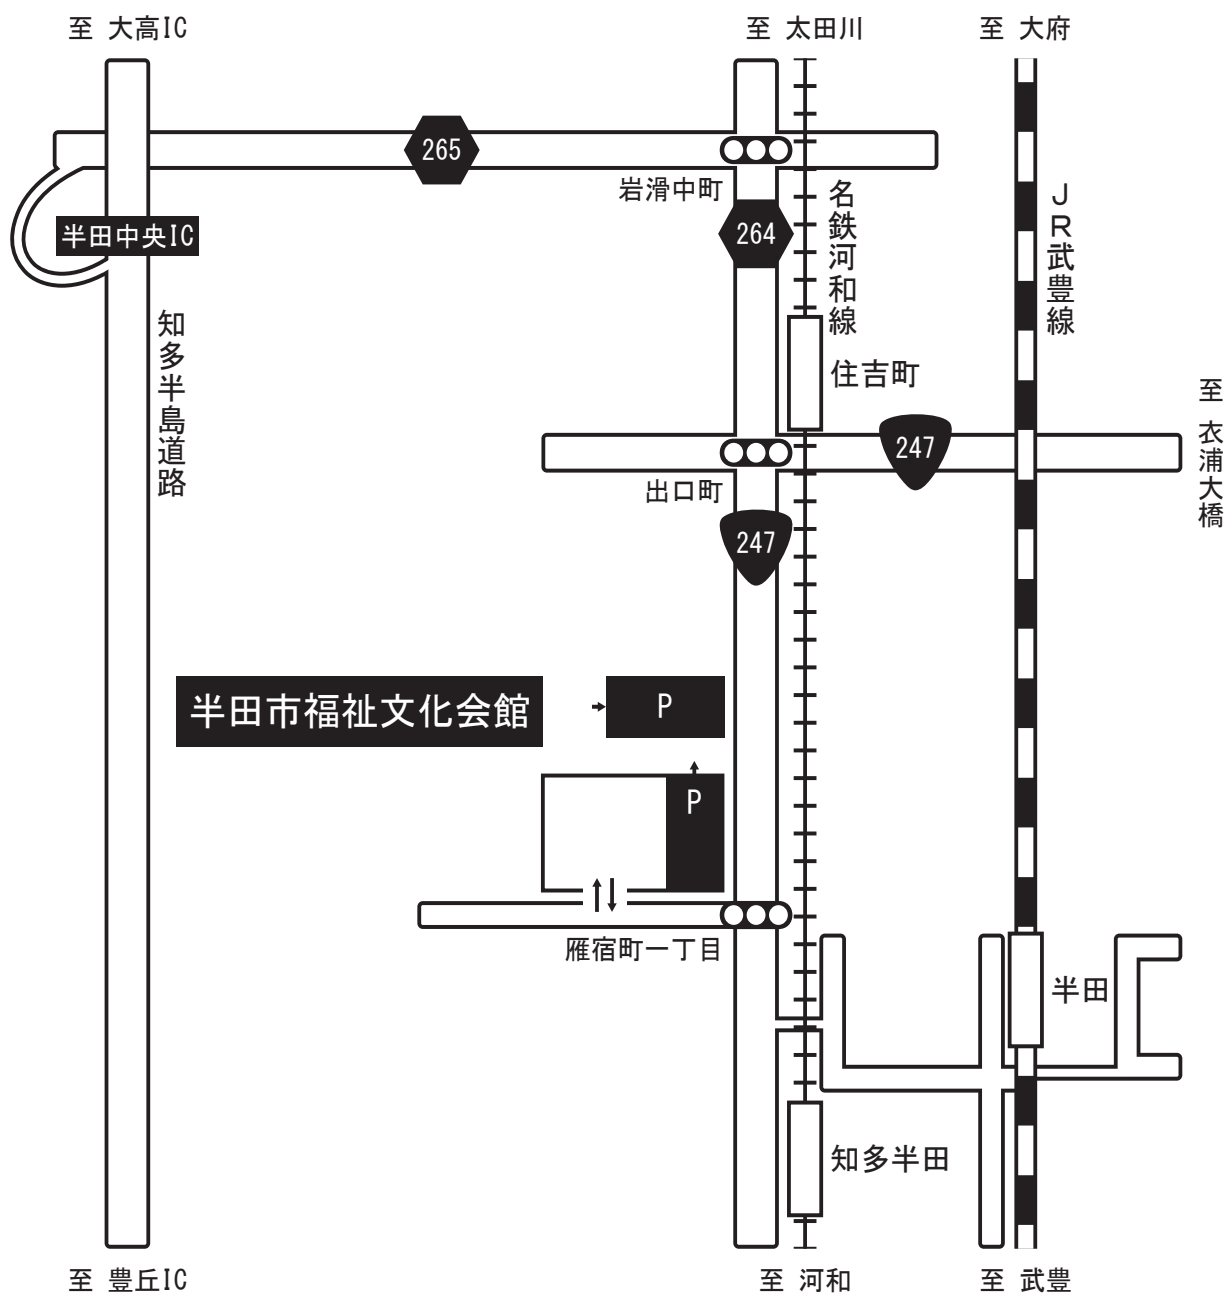 至 大高IC
至 太田川
至 大府
265
岩滑中町
264
名鉄河和線
JR武豊線
半田中央IC
知多半島道路
住吉町
至 衣浦大橋
247
出口町
247
半田市福祉文化会館
P
P
雁宿町一丁目
半田
知多半田
至 豊丘IC
至 河和
至 武豊